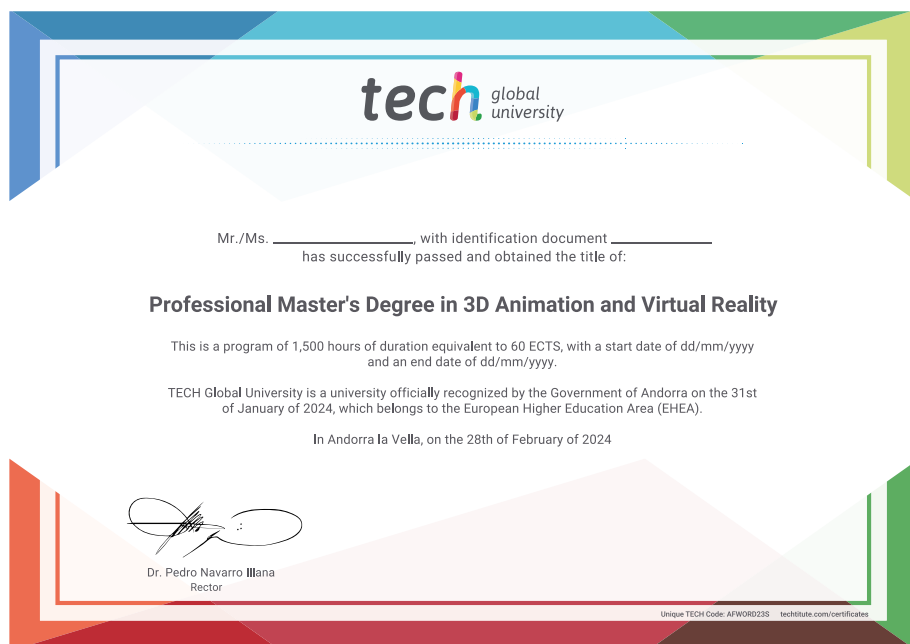 tech global university
Mr./Ms. ____________, with identification document ____________
has successfully passed and obtained the title of:
Professional Master's Degree in 3D Animation and Virtual Reality
This is a program of 1,500 hours of duration equivalent to 60 ECTS, with a start date of dd/mm/yyyy
and an end date of dd/mm/yyyy.
TECH Global University is a university officially recognized by the Government of Andorra on the 31st
of January of 2024, which belongs to the European Higher Education Area (EHEA).
In Andorra la Vella, on the 28th of February of 2024
Dr. Pedro Navarro Illana
Rector
Unique TECH Code: AFWORD23S techtitute.com/certificates